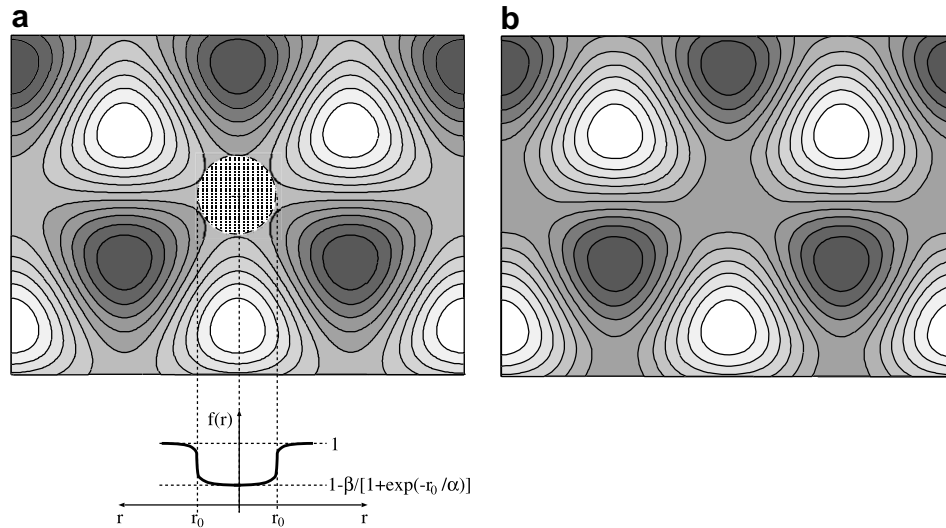 a
b
f(r)
1
1-β/[1+exp(-r₀/α)]
r r₀ r₀ r